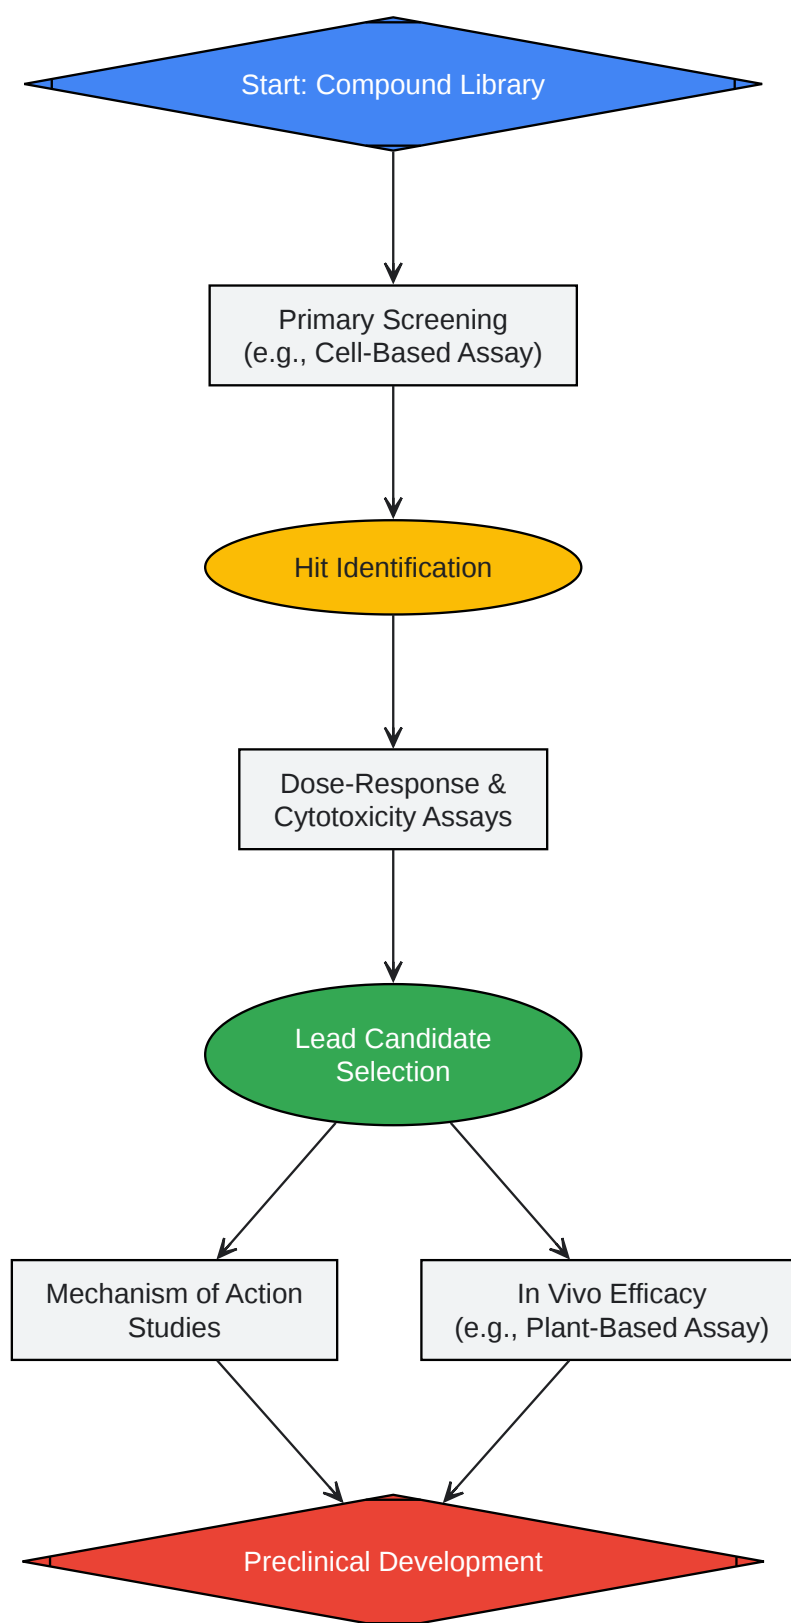 Start: Compound Library
Primary Screening
(e.g., Cell-Based Assay)
Hit Identification
Dose-Response &
Cytotoxicity Assays
Lead Candidate
Selection
Mechanism of Action
Studies
In Vivo Efficacy
(e.g., Plant-Based Assay)
Preclinical Development